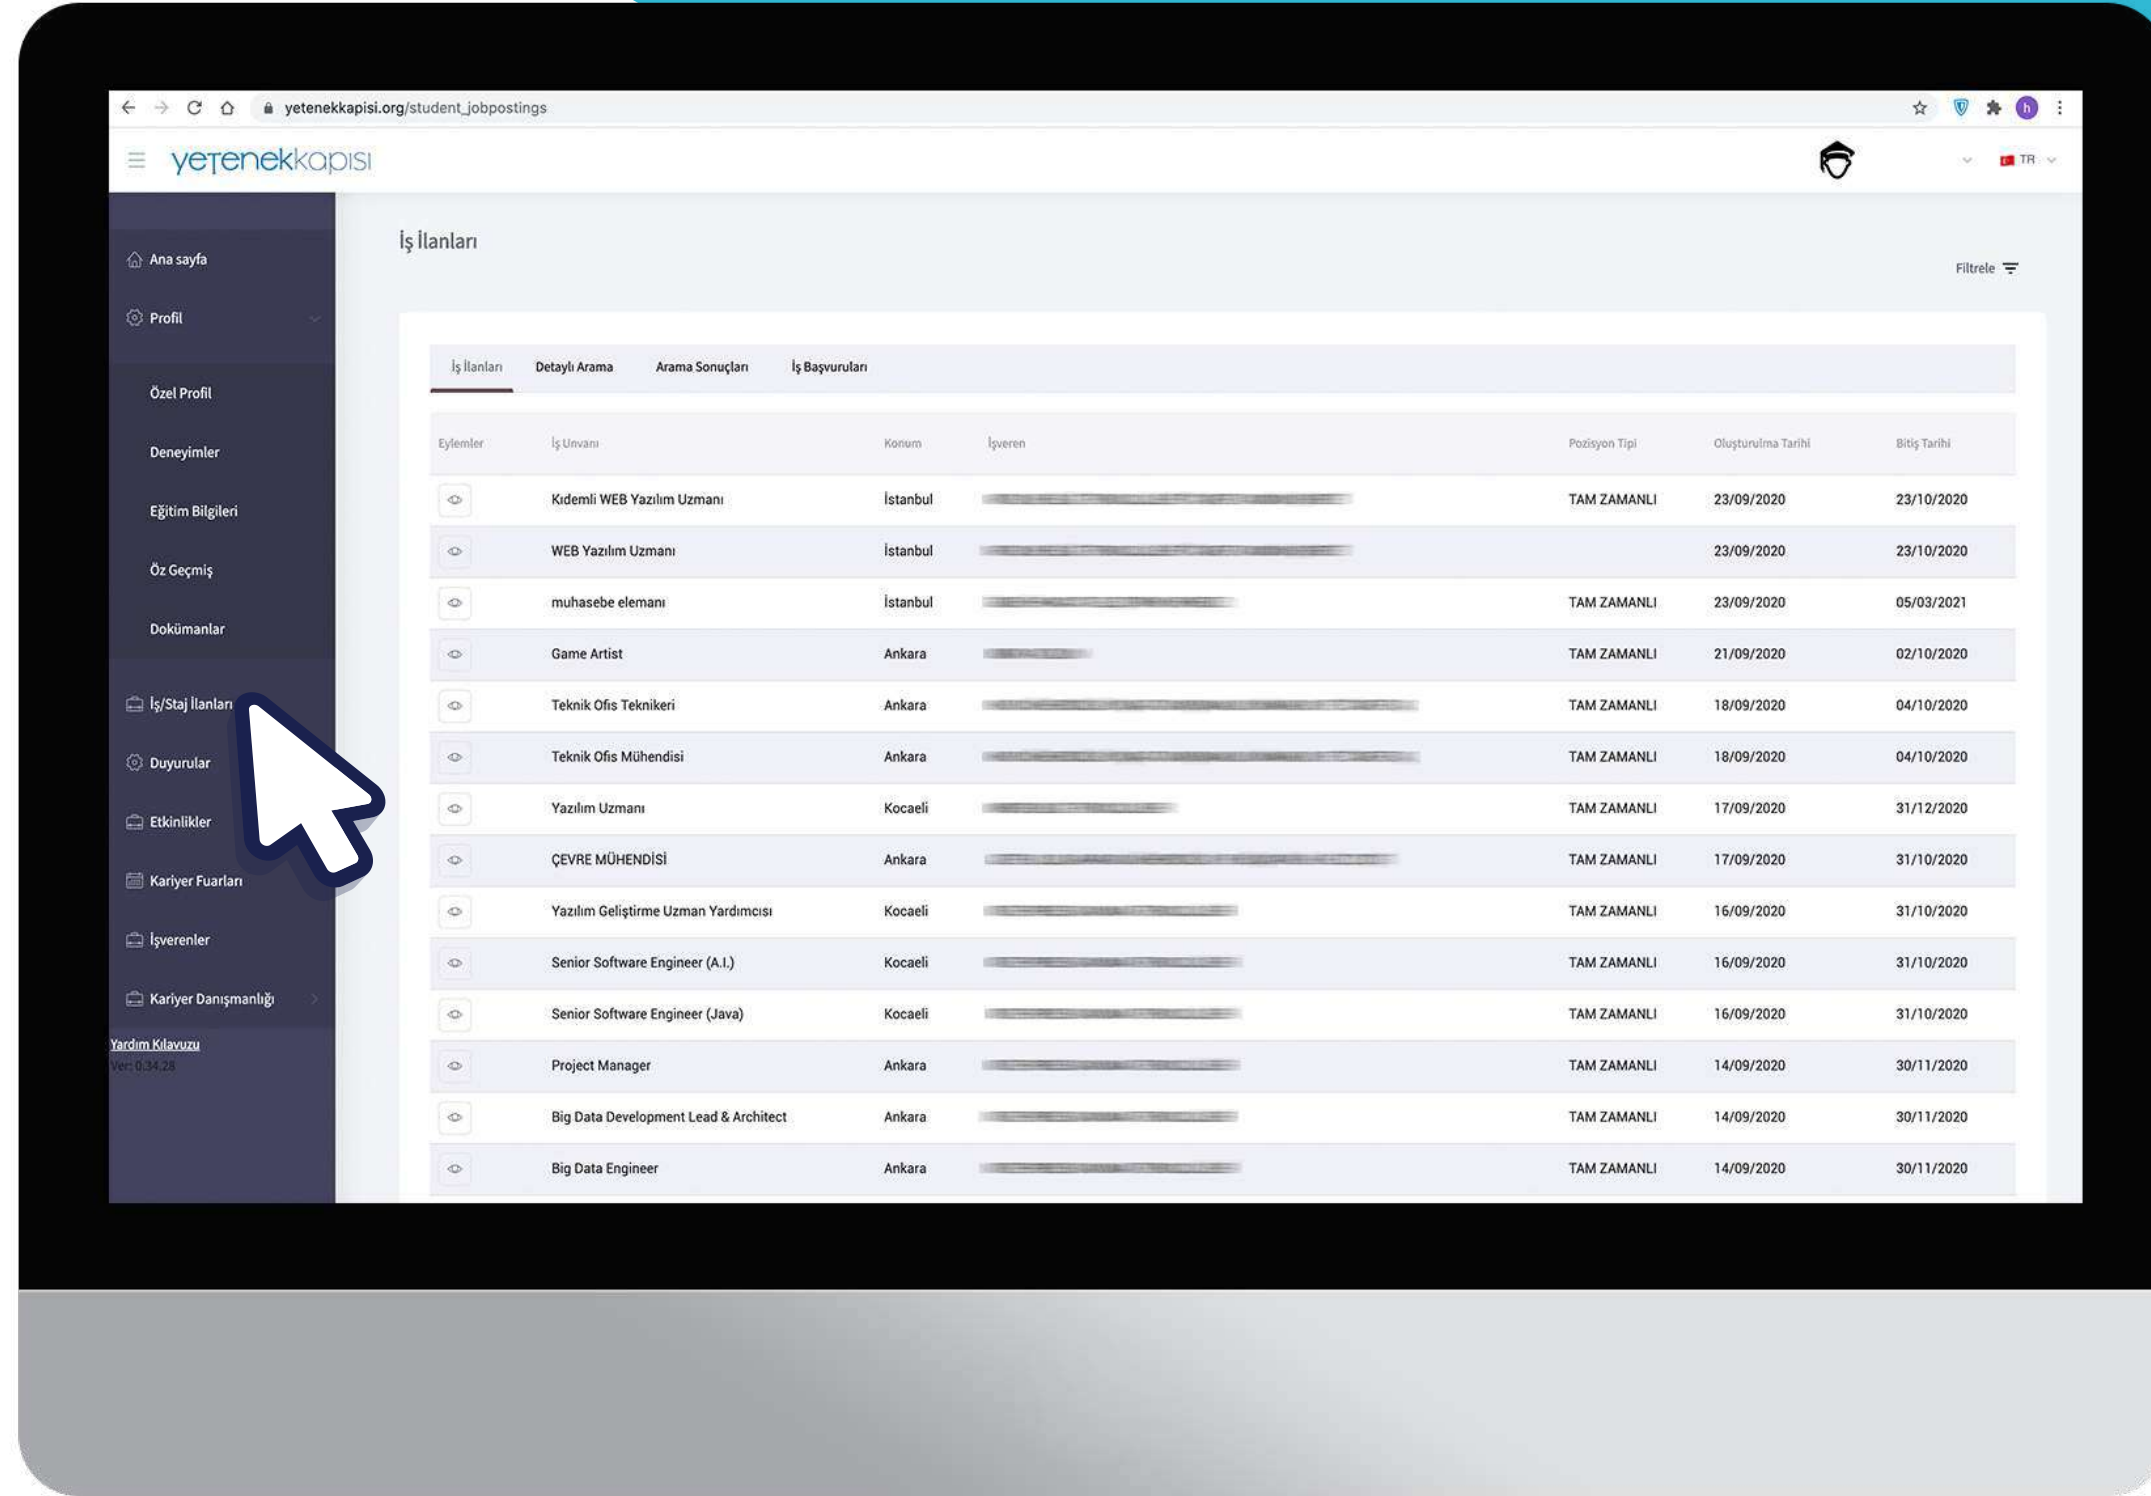 yetenekkapisi.org/student_jobpostings
h
yetenekkapısı
TR
Ana sayfa
Profil
Özel Profil
Deneyimler
Eğitim Bilgileri
Öz Geçmiş
Dokümanlar
İş/Staj İlanları
Duyurular
Etkinlikler
Kariyer Fuarları
İşverenler
Kariyer Danışmanlığı
Yardım Kılavuzu
Ver: 0.34.28
İş İlanları
Filtrele
İş İlanları Detaylı Arama Arama Sonuçları İş Başvuruları
Eylemler İş Unvanı Konum İşveren Pozisyon Tipi Oluşturulma Tarihi Bitiş Tarihi
Kıdemli WEB Yazılım Uzmanı İstanbul TAM ZAMANLI 23/09/2020 23/10/2020
WEB Yazılım Uzmanı İstanbul 23/09/2020 23/10/2020
muhasebe elemanı İstanbul TAM ZAMANLI 23/09/2020 05/03/2021
Game Artist Ankara TAM ZAMANLI 21/09/2020 02/10/2020
Teknik Ofis Teknikeri Ankara TAM ZAMANLI 18/09/2020 04/10/2020
Teknik Ofis Mühendisi Ankara TAM ZAMANLI 18/09/2020 04/10/2020
Yazılım Uzmanı Kocaeli TAM ZAMANLI 17/09/2020 31/12/2020
ÇEVRE MÜHENDİSİ Ankara TAM ZAMANLI 17/09/2020 31/10/2020
Yazılım Geliştirme Uzman Yardımcısı Kocaeli TAM ZAMANLI 16/09/2020 31/10/2020
Senior Software Engineer (A.I.) Kocaeli TAM ZAMANLI 16/09/2020 31/10/2020
Senior Software Engineer (Java) Kocaeli TAM ZAMANLI 16/09/2020 31/10/2020
Project Manager Ankara TAM ZAMANLI 14/09/2020 30/11/2020
Big Data Development Lead & Architect Ankara TAM ZAMANLI 14/09/2020 30/11/2020
Big Data Engineer Ankara TAM ZAMANLI 14/09/2020 30/11/2020